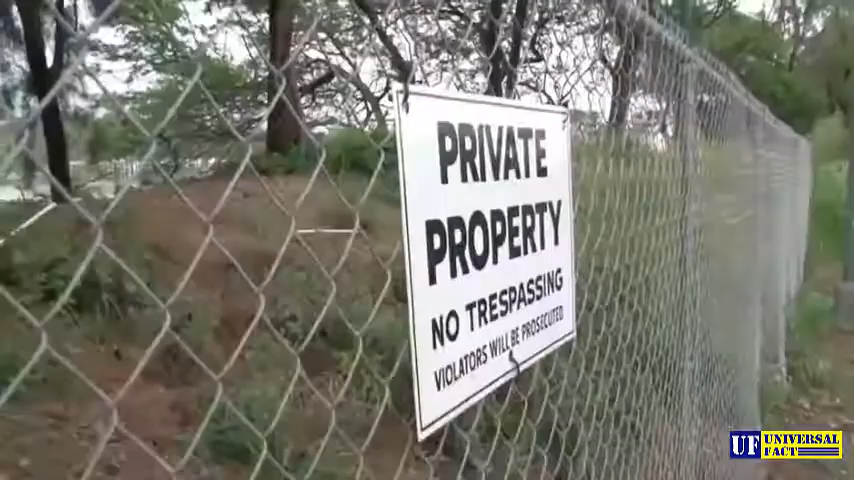 PRIVATE
PROPERTY
NO TRESPASSING
VIOLATORS WILL BE PROSECUTED
UF UNIVERSAL
FACT